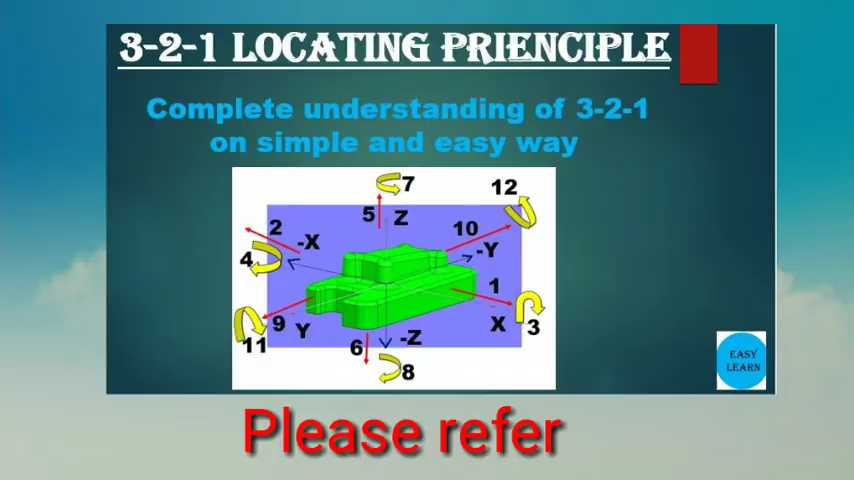 3-2-1 LOCATING PRIENCIPLE
Complete understanding of 3-2-1
on simple and easy way
7
12
5 Z
2
10
-X
-Y
4
1
9 Y
X
3
11
6
-Z
8
EASY
LEARN
Please refer